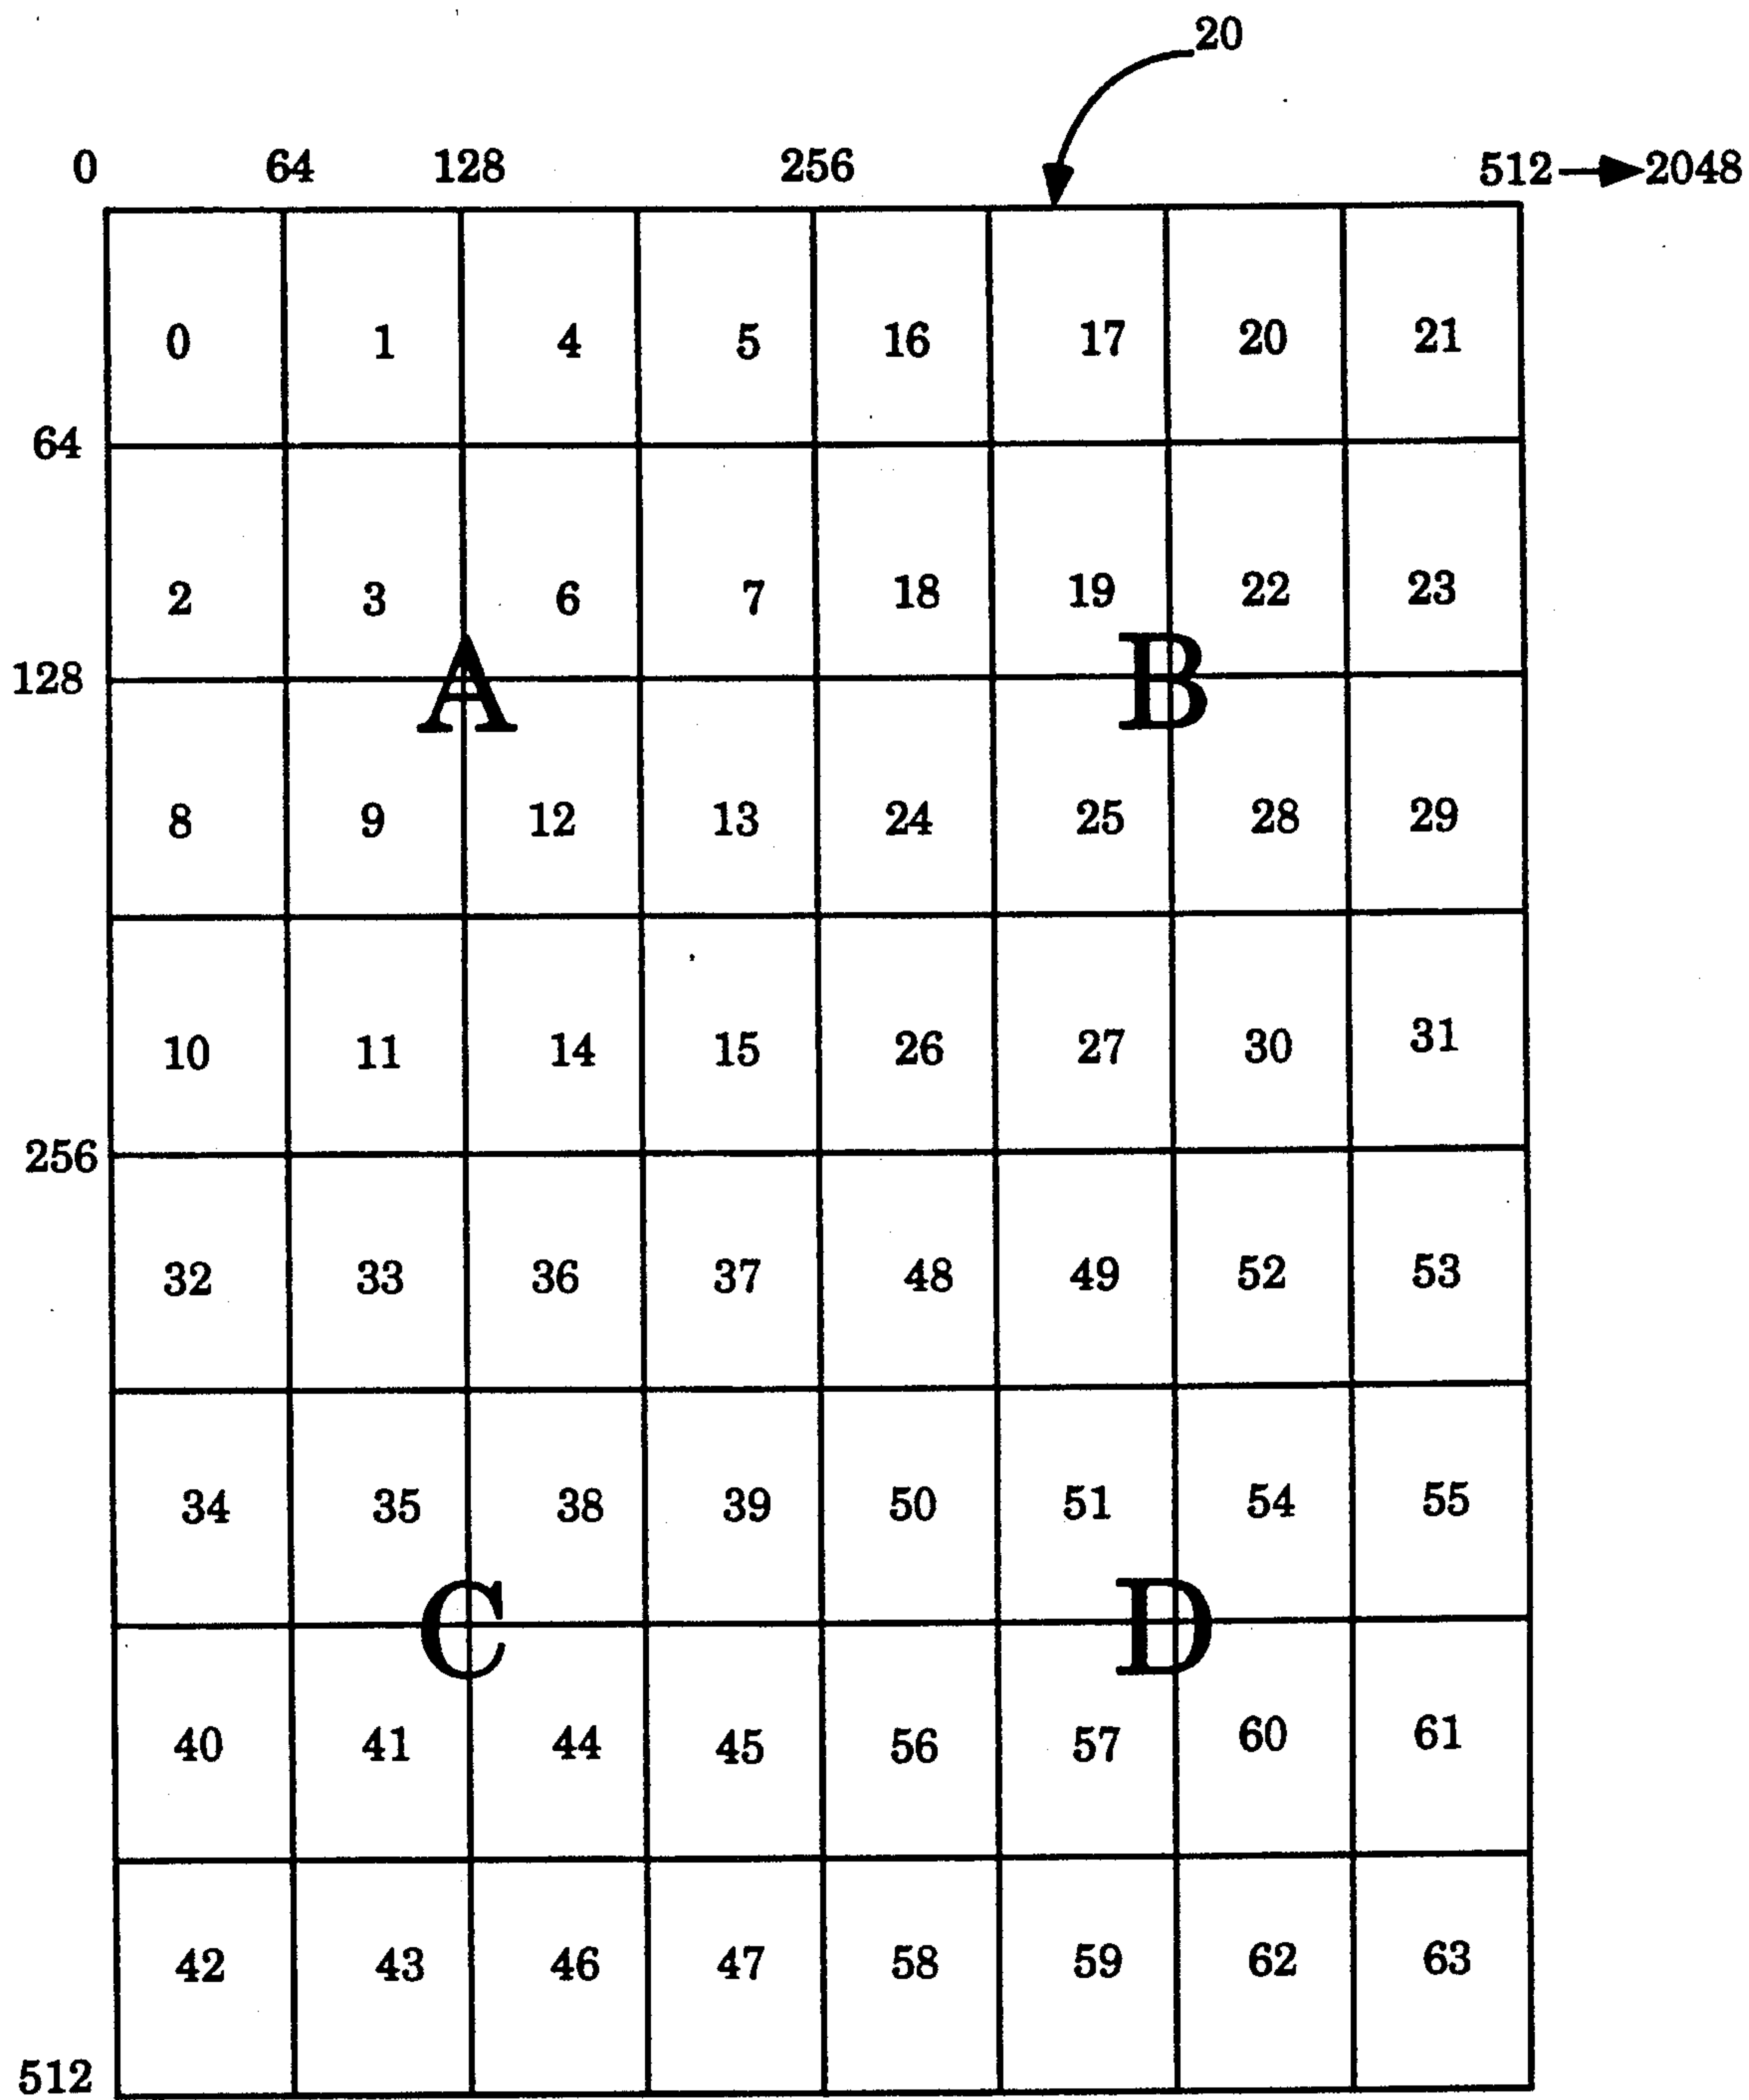 20
0 64 128 256 512 2048
0 1 4 5 16 17 20 21
64
2 3 6 7 18 19 22 23
128 A B
8 9 12 13 24 25 28 29
10 11 14 15 26 27 30 31
256
32 33 36 37 48 49 52 53
34 35 38 39 50 51 54 55
C D
40 41 44 45 56 57 60 61
42 43 46 47 58 59 62 63
512